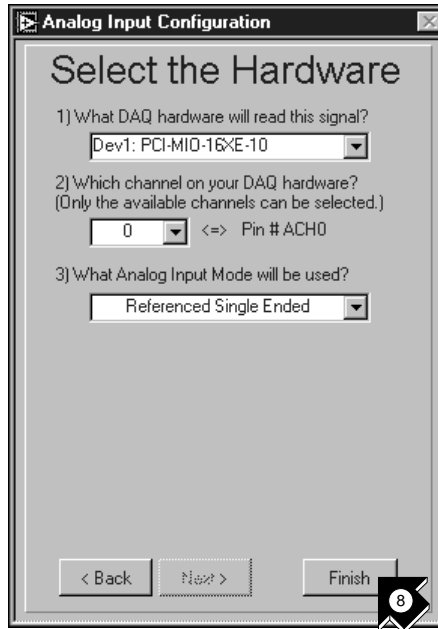 Analog Input Configuration
Select the Hardware
1) What DAQ hardware will read this signal?
Dev1: PCI-MIO-16XE-10
2) Which channel on your DAQ hardware?
(Only the available channels can be selected.)
0 <=> Pin # ACH0
3) What Analog Input Mode will be used?
Referenced Single Ended
< Back Next > Finish
8